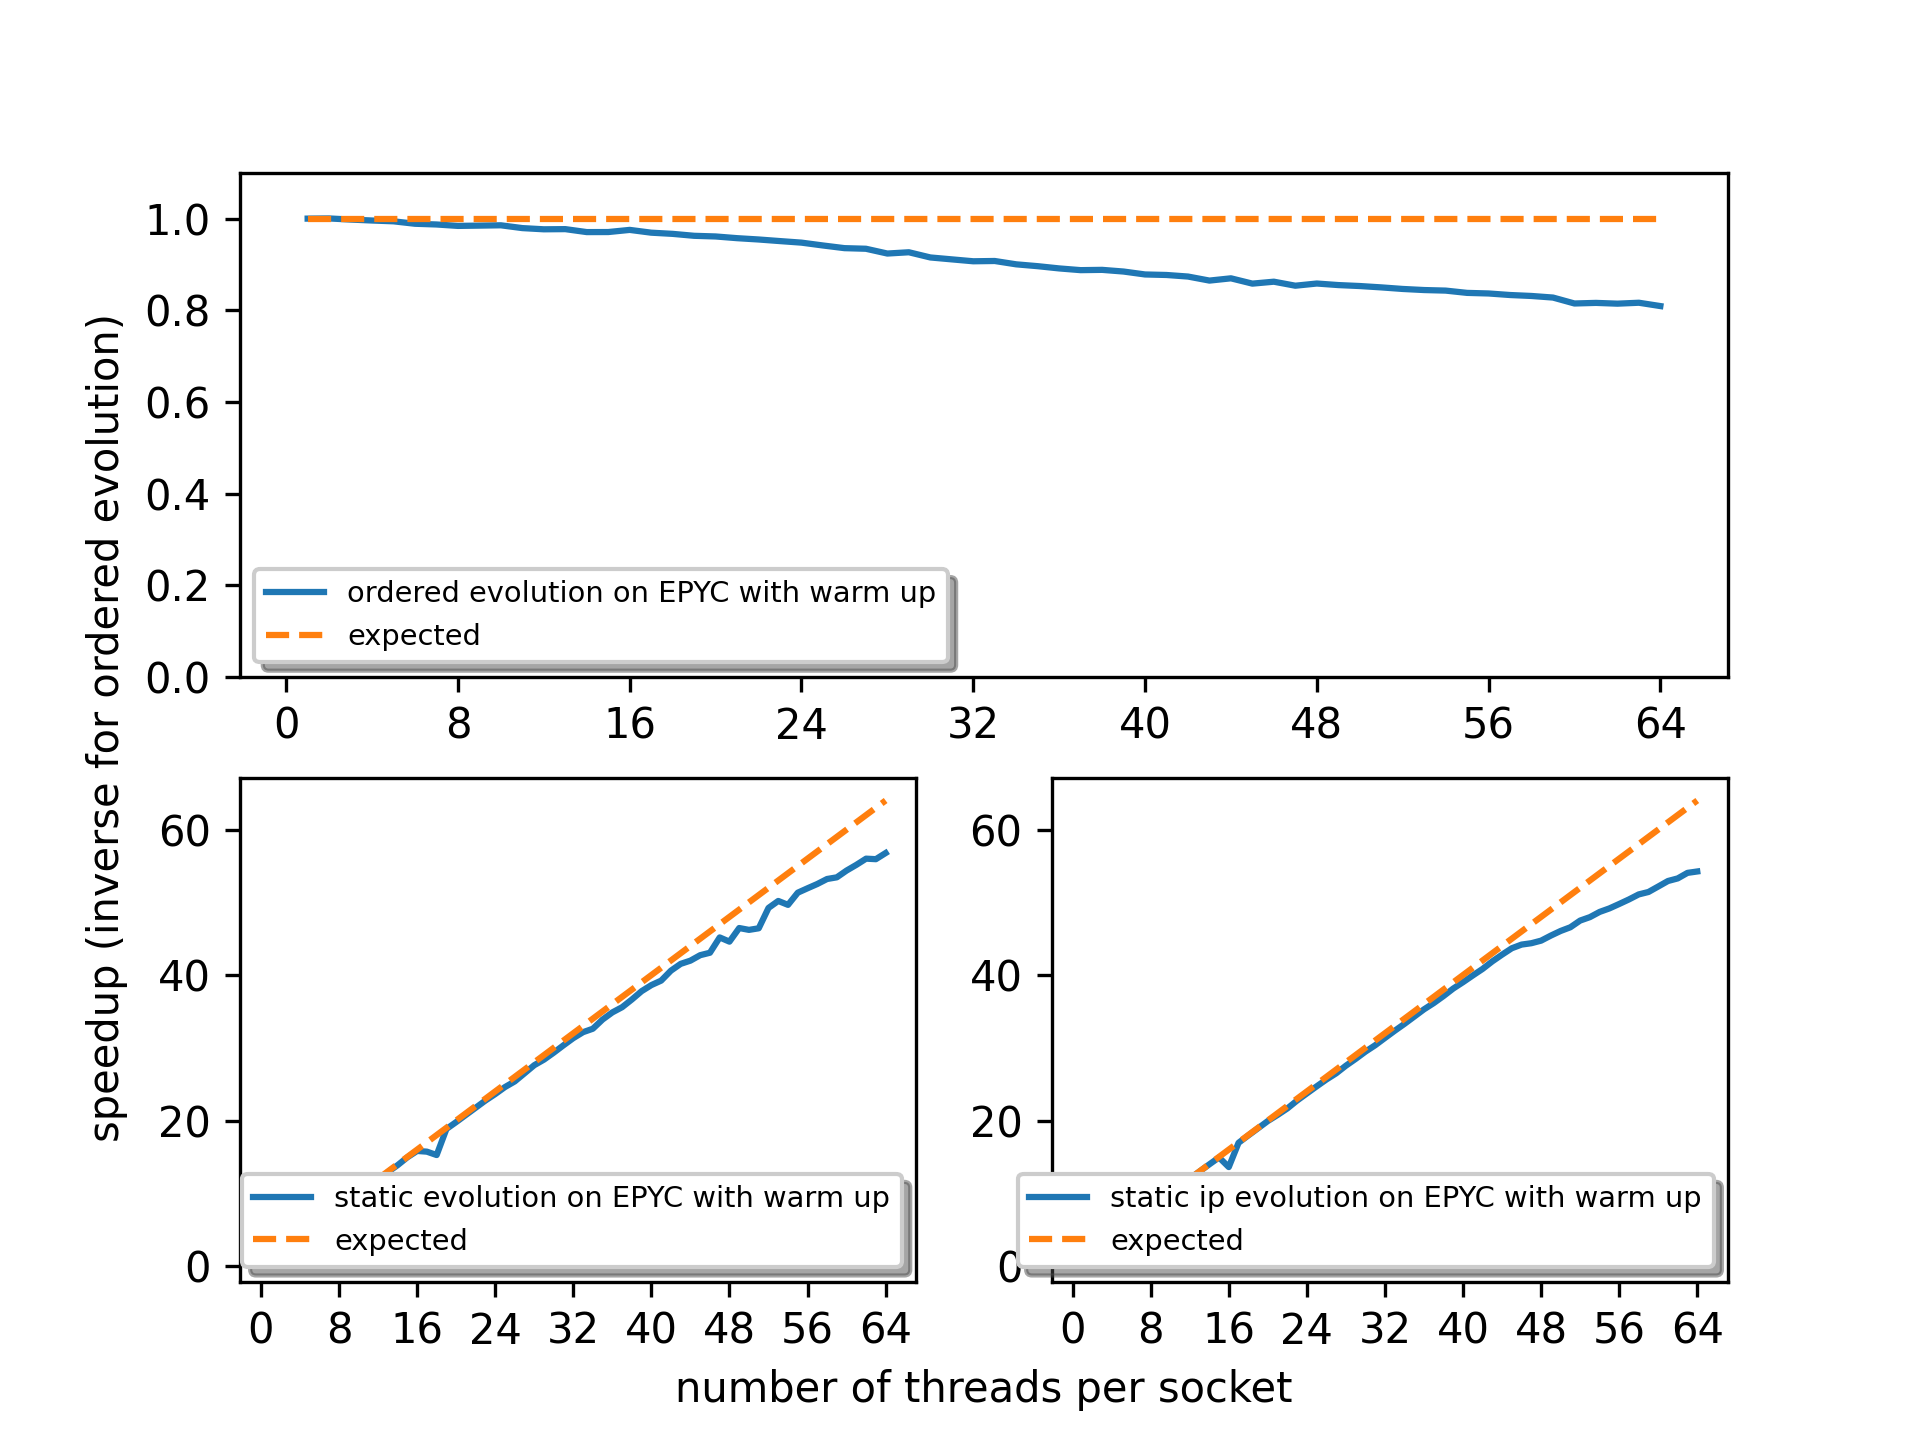 speedup (inverse for ordered evolution)
1.0
0.8
0.6
0.4
0.2
0.0
ordered evolution on EPYC with warm up
expected
0 8 16 24 32 40 48 56 64
60
40
20
0
static evolution on EPYC with warm up
expected
0 8 16 24 32 40 48 56 64
60
40
20
0
static ip evolution on EPYC with warm up
expected
0 8 16 24 32 40 48 56 64
number of threads per socket